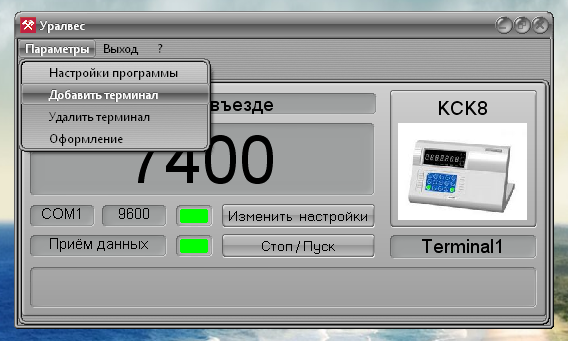 Уралвес
Параметры Выход ?
Настройки программы
Добавить терминал
Удалить терминал
Оформление
въезде
7400
КСК8
COM1 9600 Изменить настройки
Приём данных Стоп/Пуск
Terminal1